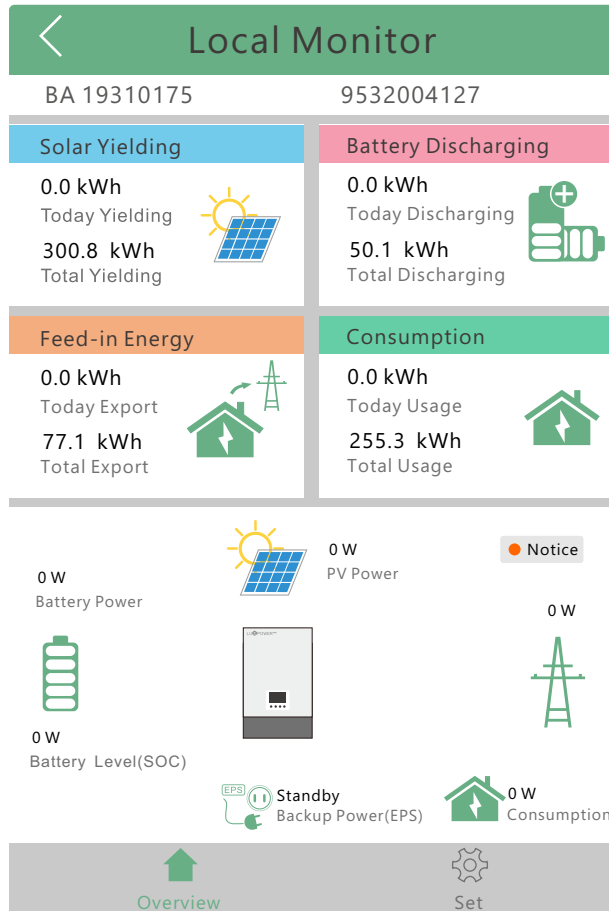 Local Monitor
BA 19310175
9532004127
Solar Yielding
0.0 kWh
Today Yielding
300.8 kWh
Total Yielding
Battery Discharging
0.0 kWh
Today Discharging
50.1 kWh
Total Discharging
Feed-in Energy
0.0 kWh
Today Export
77.1 kWh
Total Export
Consumption
0.0 kWh
Today Usage
255.3 kWh
Total Usage
0 W
PV Power
Notice
0 W
Battery Power
0 W
0 W
Battery Level(SOC)
EPS
Standby
Backup Power(EPS)
0 W
Consumption
Overview
Set